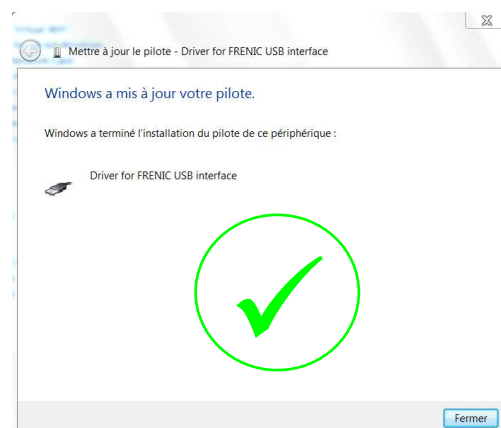 Mettre à jour le pilote - Driver for FRENIC USB interface
Windows a mis à jour votre pilote.
Windows a terminé l'installation du pilote de ce périphérique :
Driver for FRENIC USB interface
Fermer